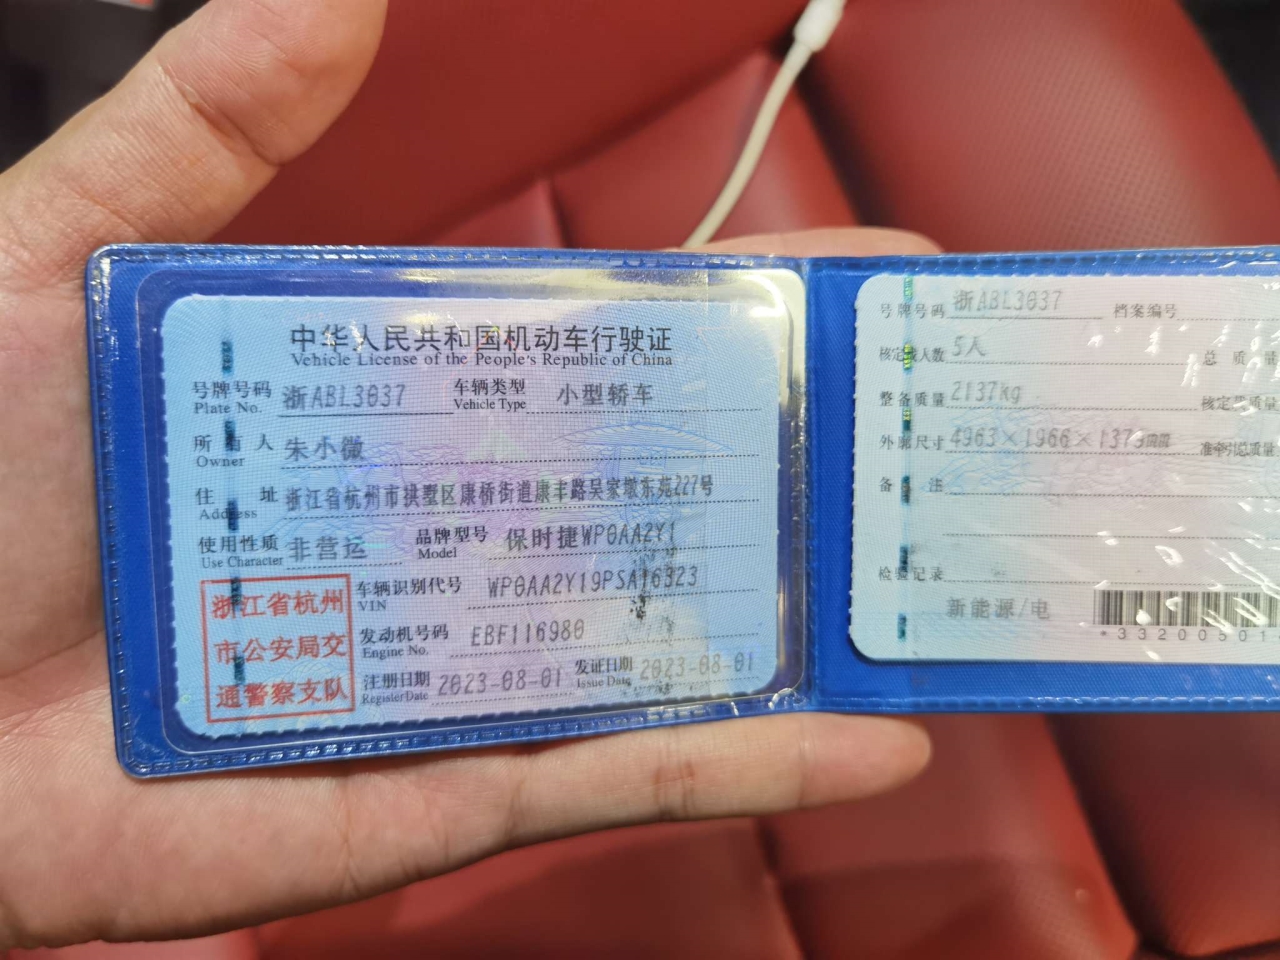 中华人民共和国机动车行驶证
Vehicle License of the People's Republic of China
号牌号码 浙ABL3037 车辆类型 小型轿车
Plate No. Vehicle Type
所有人 朱小微
Owner
住址 浙江省杭州市拱墅区康桥街道康丰路吴家墩东苑227号
Address
使用性质 非营运 品牌型号 保时捷WP0AA2Y1
Use Character Model
浙江省杭州
市公安局交
通警察支队
车辆识别代号 WP0AA2Y19PSA16323
VIN
发动机号码 EBF116980
Engine No.
注册日期 2023-08-01 发证日期 2023-08-01
Register Date Issue Date
号牌号码 浙ABL3037 档案编号
核定载人数 5人 总质量
整备质量 2137kg 核定载质量
外廓尺寸 4963×1966×1379mm 准牵引总质量
备注
检验记录
新能源/电
*33200501